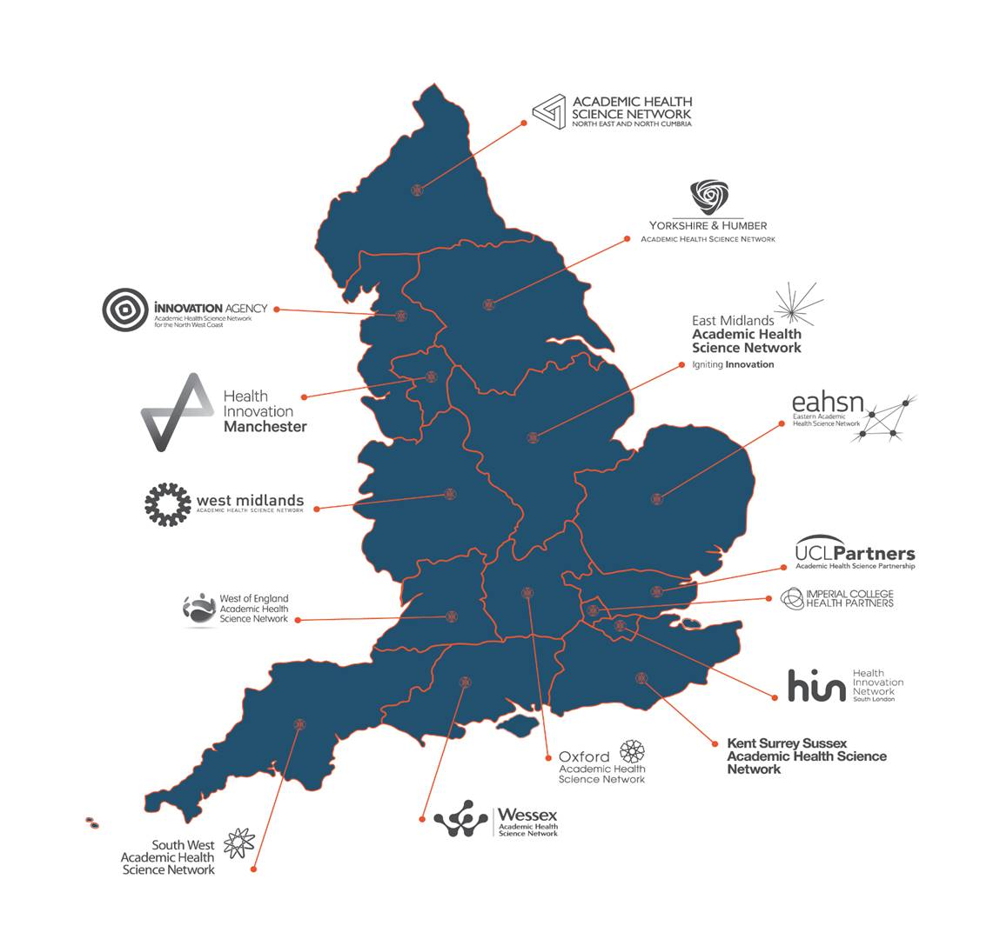 ACADEMIC HEALTH
SCIENCE NETWORK
NORTH EAST AND NORTH CUMBRIA
YORKSHIRE & HUMBER
ACADEMIC HEALTH SCIENCE NETWORK
iNNOVATION AGENCY
Academic Health Science Network
for the North West Coast
East Midlands
Academic Health
Science Network
Igniting Innovation
Health
Innovation
Manchester
eahsn
Eastern Academic
Health Science Network
west midlands
ACADEMIC HEALTH SCIENCE NETWORK
UCLPartners
Academic Health Science Partnership
West of England
Academic Health
Science Network
IMPERIAL COLLEGE
HEALTH PARTNERS
hin
Health
Innovation
Network
South London
Kent Surrey Sussex
Academic Health Science
Network
Oxford
Academic Health
Science Network
Wessex
Academic Health
Science Network
South West
Academic Health
Science Network